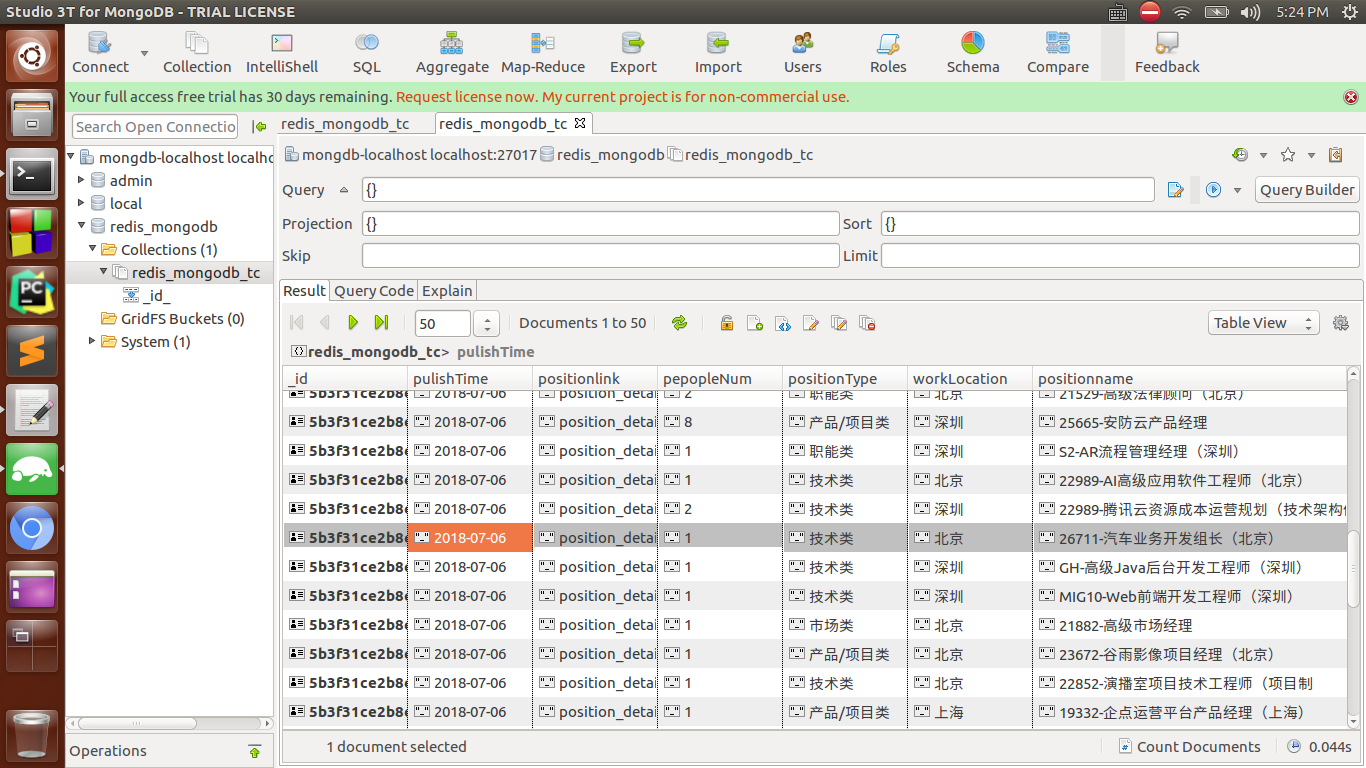 Studio 3T for MongoDB - TRIAL LICENSE 5:24 PM
Connect Collection IntelliShell SQL Aggregate Map-Reduce Export Import Users Roles Schema Compare Feedback
Your full access free trial has 30 days remaining. Request license now. My current project is for non-commercial use.
Search Open Connectio
redis_mongodb_tc redis_mongodb_tc
mongdb-localhost localho
admin
local
redis_mongodb
Collections (1)
redis_mongodb_tc
_id_
GridFS Buckets (0)
System (1)
Operations
mongdb-localhost localhost:27017 redis_mongodb redis_mongodb_tc
Query {} Query Builder
Projection {} Sort {}
Skip Limit
Result Query Code Explain
50 Documents 1 to 50 Table View
redis_mongodb_tc> pulishTime
_id pulishTime positionlink pepopleNum positionType workLocation positionname
5b3f31ce2b8e 2018-07-06 position_detai 2 职能类 北京 21529-高级法律顾问（北京）
5b3f31ce2b8e 2018-07-06 position_detai 8 产品/项目类 深圳 25665-安防云产品经理
5b3f31ce2b8e 2018-07-06 position_detai 1 职能类 深圳 S2-AR流程管理经理（深圳）
5b3f31ce2b8e 2018-07-06 position_detai 1 技术类 北京 22989-AI高级应用软件工程师（北京）
5b3f31ce2b8e 2018-07-06 position_detai 2 技术类 深圳 22989-腾讯云资源成本运营规划（技术架构
5b3f31ce2b8e 2018-07-06 position_detai 1 技术类 北京 26711-汽车业务开发组长（北京）
5b3f31ce2b8e 2018-07-06 position_detai 1 技术类 深圳 GH-高级Java后台开发工程师（深圳）
5b3f31ce2b8e 2018-07-06 position_detai 1 技术类 深圳 MIG10-Web前端开发工程师（深圳）
5b3f31ce2b8e 2018-07-06 position_detai 1 市场类 北京 21882-高级市场经理
5b3f31ce2b8e 2018-07-06 position_detai 1 产品/项目类 北京 23672-谷雨影像项目经理（北京）
5b3f31ce2b8e 2018-07-06 position_detai 1 技术类 北京 22852-演播室项目技术工程师（项目制
5b3f31ce2b8e 2018-07-06 position_detai 1 产品/项目类 上海 19332-企点运营平台产品经理（上海）
1 document selected Count Documents 0.044s